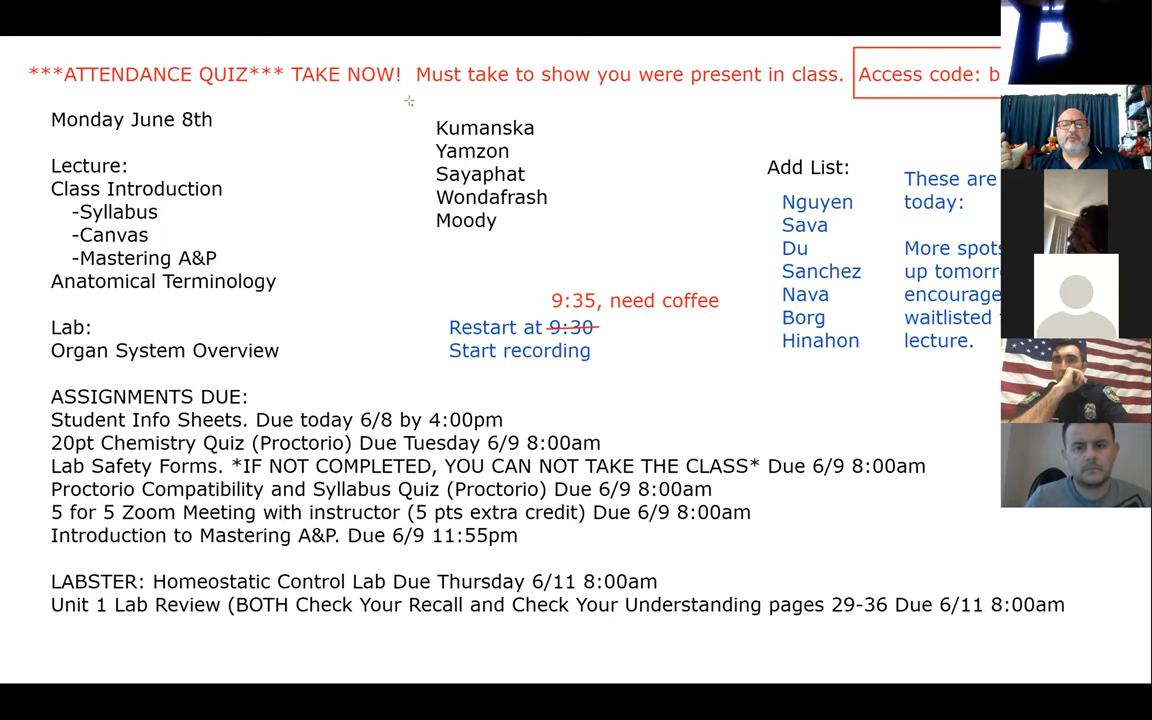 ***ATTENDANCE QUIZ*** TAKE NOW! Must take to show you were present in class. Access code: b
Monday June 8th
Lecture:
Class Introduction
-Syllabus
-Canvas
-Mastering A&P
Anatomical Terminology
Lab:
Organ System Overview
Kumanska
Yamzon
Sayaphat
Wondafrash
Moody
9:35, need coffee
Restart at 9:30
Start recording
Add List:
Nguyen
Sava
Du
Sanchez
Nava
Borg
Hinahon
These are
today:
More spots
up tomorr
encourage
waitlisted
lecture.
ASSIGNMENTS DUE:
Student Info Sheets. Due today 6/8 by 4:00pm
20pt Chemistry Quiz (Proctorio) Due Tuesday 6/9 8:00am
Lab Safety Forms. *IF NOT COMPLETED, YOU CAN NOT TAKE THE CLASS* Due 6/9 8:00am
Proctorio Compatibility and Syllabus Quiz (Proctorio) Due 6/9 8:00am
5 for 5 Zoom Meeting with instructor (5 pts extra credit) Due 6/9 8:00am
Introduction to Mastering A&P. Due 6/9 11:55pm
LABSTER: Homeostatic Control Lab Due Thursday 6/11 8:00am
Unit 1 Lab Review (BOTH Check Your Recall and Check Your Understanding pages 29-36 Due 6/11 8:00am